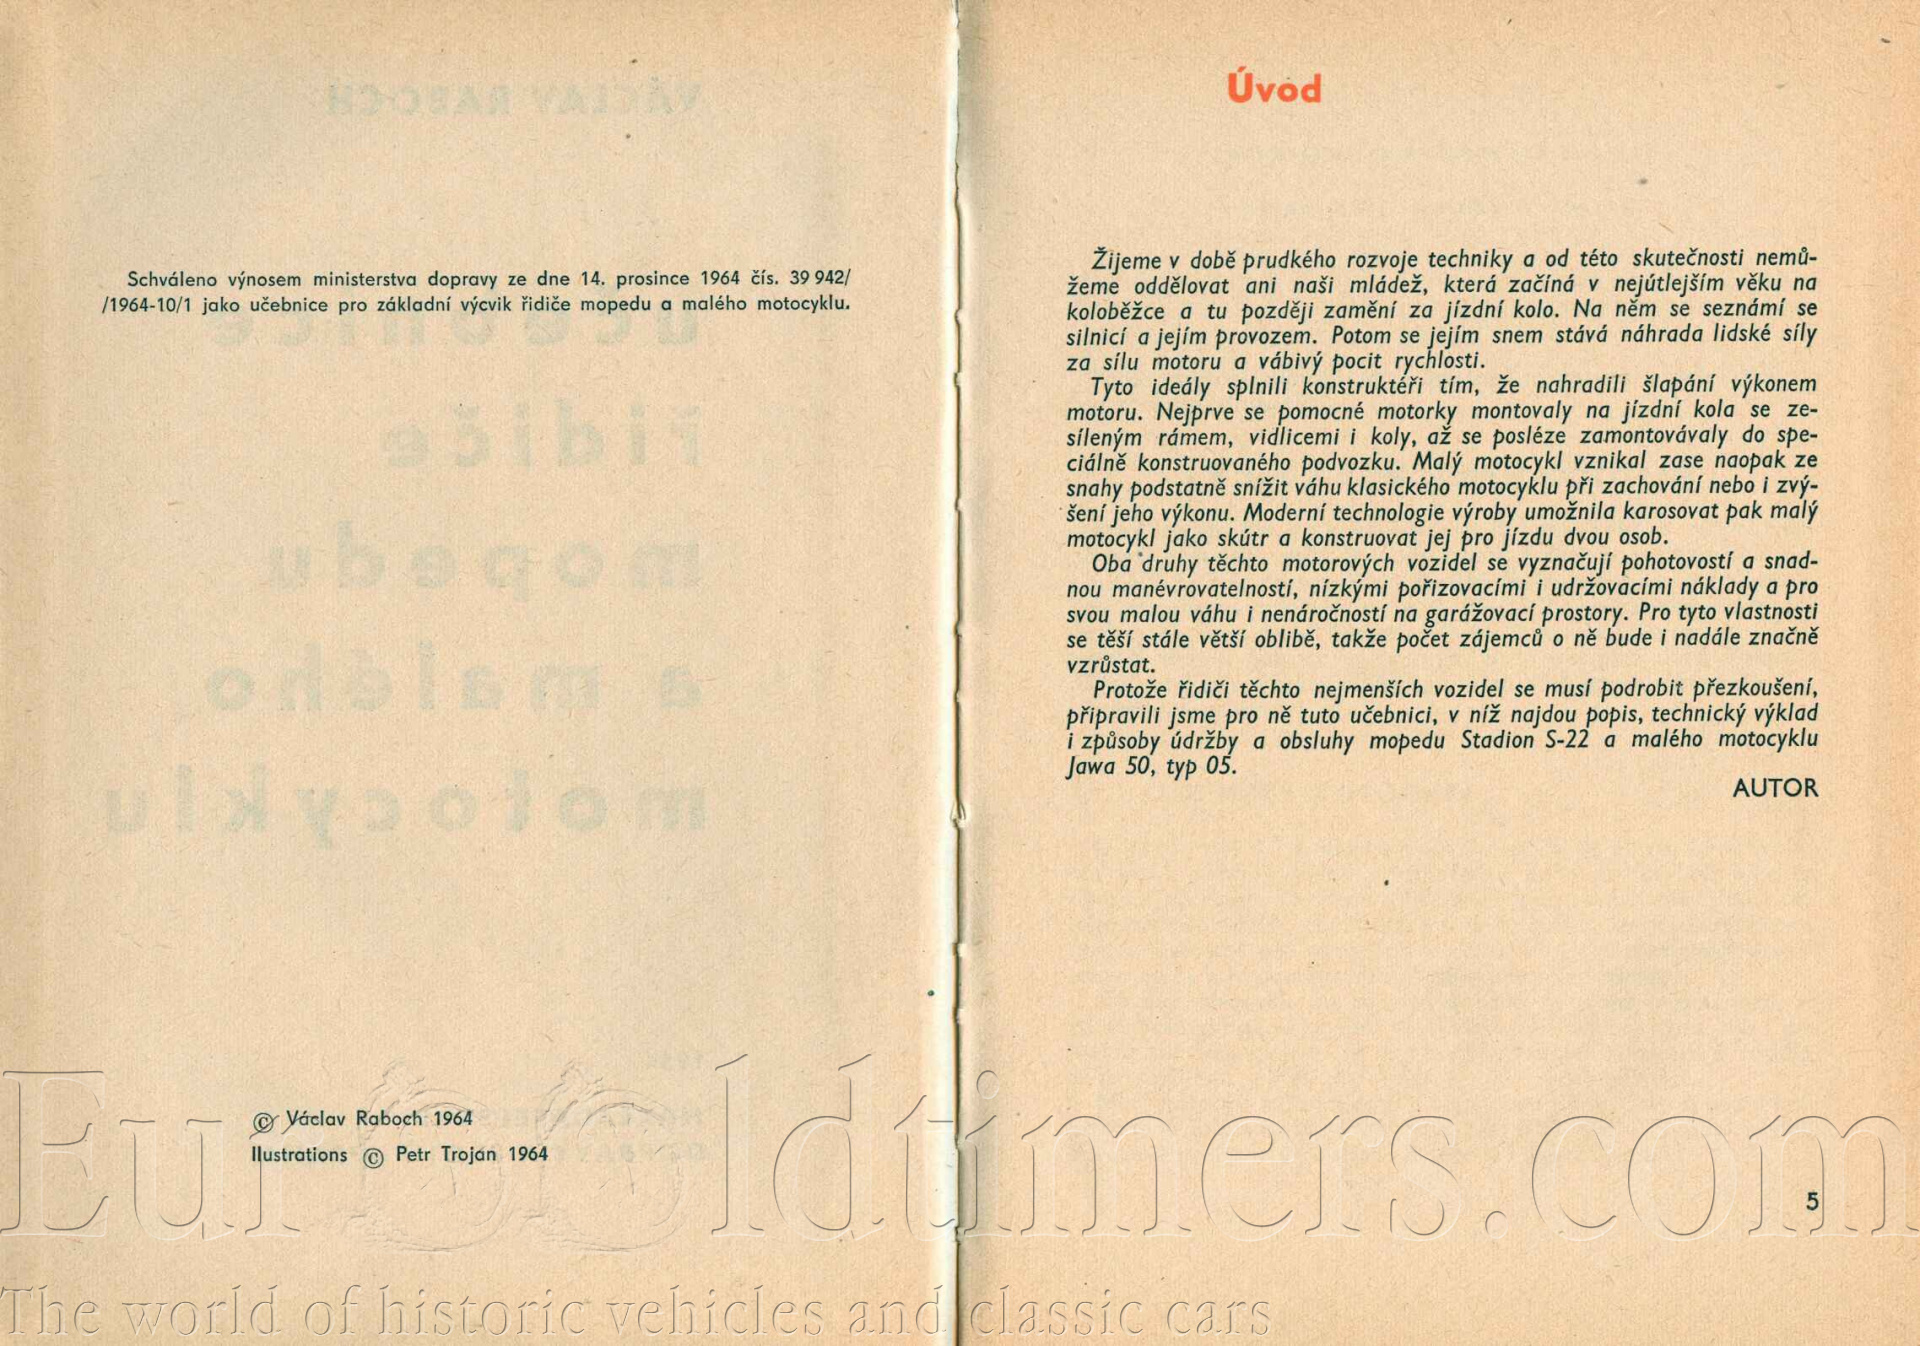 Schváleno výnosem ministerstva dopravy ze dne 14. prosince 1964 čís. 39 942/
/1964-10/1 jako učebnice pro základní výcvik řidiče mopedu a malého motocyklu.
© Václav Raboch 1964
Ilustrations © Petr Trojan 1964
Úvod
Žijeme v době prudkého rozvoje techniky a od této skutečnosti nemů-
žeme oddělovat ani naši mládež, která začíná v nejútlejším věku na
koloběžce a tu později zamění za jízdní kolo. Na něm se seznámí se
silnicí a jejím provozem. Potom se jejím snem stává náhrada lidské síly
za sílu motoru a vábivý pocit rychlosti.
Tyto ideály splnili konstruktéři tím, že nahradili šlapání výkonem
motoru. Nejprve se pomocné motorky montovaly na jízdní kola se ze-
síleným rámem, vidlicemi i koly, až se posléze zamontovávaly do spe-
ciálně konstruovaného podvozku. Malý motocykl vznikal zase naopak ze
snahy podstatně snížit váhu klasického motocyklu při zachování nebo i zvý-
šení jeho výkonu. Moderní technologie výroby umožnila karosovat pak malý
motocykl jako skútr a konstruovat jej pro jízdu dvou osob.
Oba druhy těchto motorových vozidel se vyznačují pohotovostí a snad-
nou manévrovatelností, nízkými pořizovacími i udržovacími náklady a pro
svou malou váhu i nenáročností na garážovací prostory. Pro tyto vlastnosti
se těší stále větší oblibě, takže počet zájemců o ně bude i nadále značně
vzrůstat.
Protože řidiči těchto nejmenších vozidel se musí podrobit přezkoušení,
připravili jsme pro ně tuto učebnici, v níž najdou popis, technický výklad
i způsoby údržby a obsluhy mopedu Stadion S-22 a malého motocyklu
Jawa 50, typ 05.
AUTOR
5
EurOOldtimers.com
The world of historic vehicles and classic cars